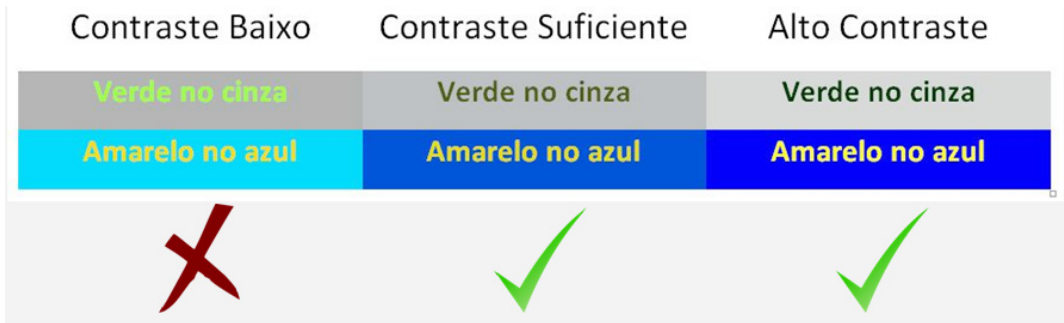 Contraste Baixo Contraste Suficiente Alto Contraste
Verde no cinza Verde no cinza Verde no cinza
Amarelo no azul Amarelo no azul Amarelo no azul